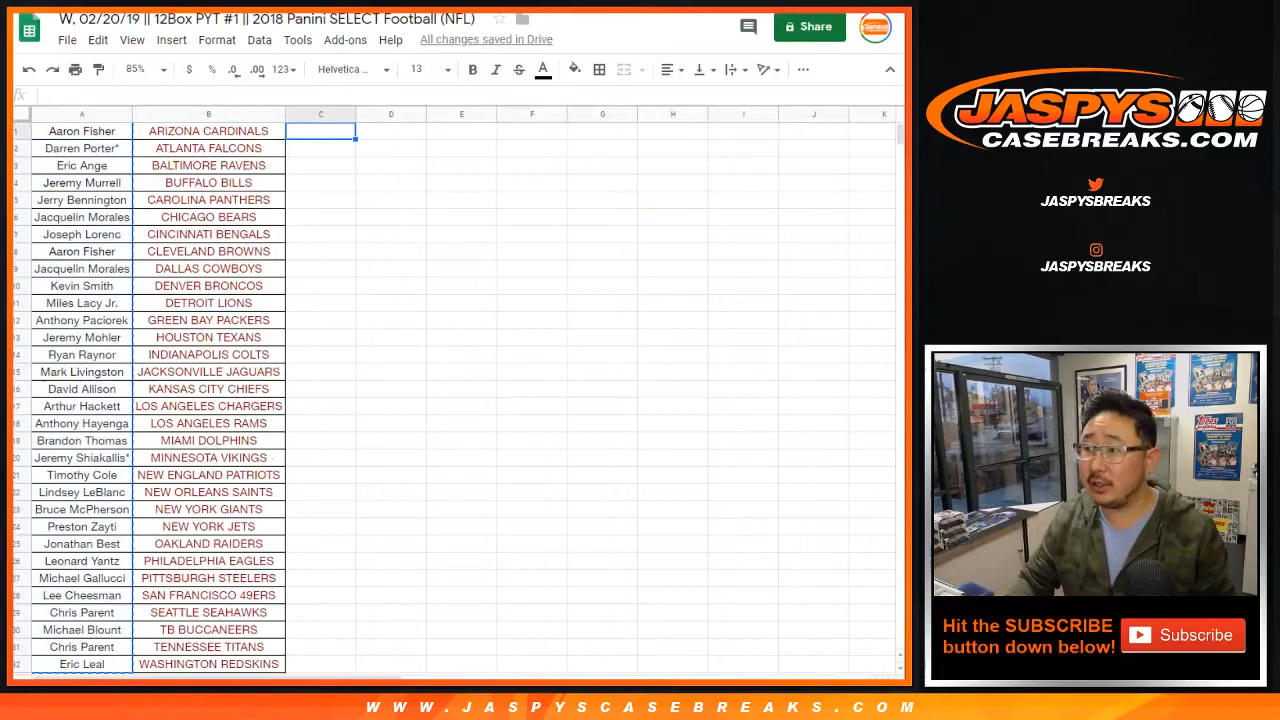 W, 02/20/19 || 12Box PYT #1 || 2018 Panini SELECT Football (NFL)
File Edit View Insert Format Data Tools Add-ons Help All changes saved in Drive
Share
85% $ % .0 .00 123 Helvetica ... 13 B I S A
fx
A B C D E F G H I J K
1 Aaron Fisher ARIZONA CARDINALS
2 Darren Porter* ATLANTA FALCONS
3 Eric Ange BALTIMORE RAVENS
4 Jeremy Murrell BUFFALO BILLS
5 Jerry Bennington CAROLINA PANTHERS
6 Jacquelin Morales CHICAGO BEARS
7 Joseph Lorenc CINCINNATI BENGALS
8 Aaron Fisher CLEVELAND BROWNS
9 Jacquelin Morales DALLAS COWBOYS
10 Kevin Smith DENVER BRONCOS
11 Miles Lacy Jr. DETROIT LIONS
12 Anthony Paciorek GREEN BAY PACKERS
13 Jeremy Mohler HOUSTON TEXANS
14 Ryan Raynor INDIANAPOLIS COLTS
15 Mark Livingston JACKSONVILLE JAGUARS
16 David Allison KANSAS CITY CHIEFS
17 Arthur Hackett LOS ANGELES CHARGERS
18 Anthony Hayenga LOS ANGELES RAMS
19 Brandon Thomas MIAMI DOLPHINS
20 Jeremy Shiakallis* MINNESOTA VIKINGS
21 Timothy Cole NEW ENGLAND PATRIOTS
22 Lindsey LeBlanc NEW ORLEANS SAINTS
23 Bruce McPherson NEW YORK GIANTS
24 Preston Zayti NEW YORK JETS
25 Jonathan Best OAKLAND RAIDERS
26 Leonard Yantz PHILADELPHIA EAGLES
27 Michael Gallucci PITTSBURGH STEELERS
28 Lee Cheesman SAN FRANCISCO 49ERS
29 Chris Parent SEATTLE SEAHAWKS
30 Michael Blount TB BUCCANEERS
31 Chris Parent TENNESSEE TITANS
32 Eric Leal WASHINGTON REDSKINS
JASPYS
CASEBREAKS.COM
JASPYSBREAKS
JASPYSBREAKS
Hit the SUBSCRIBE
button down below!
Subscribe
WWW.JASPYSCASEBREAKS.COM